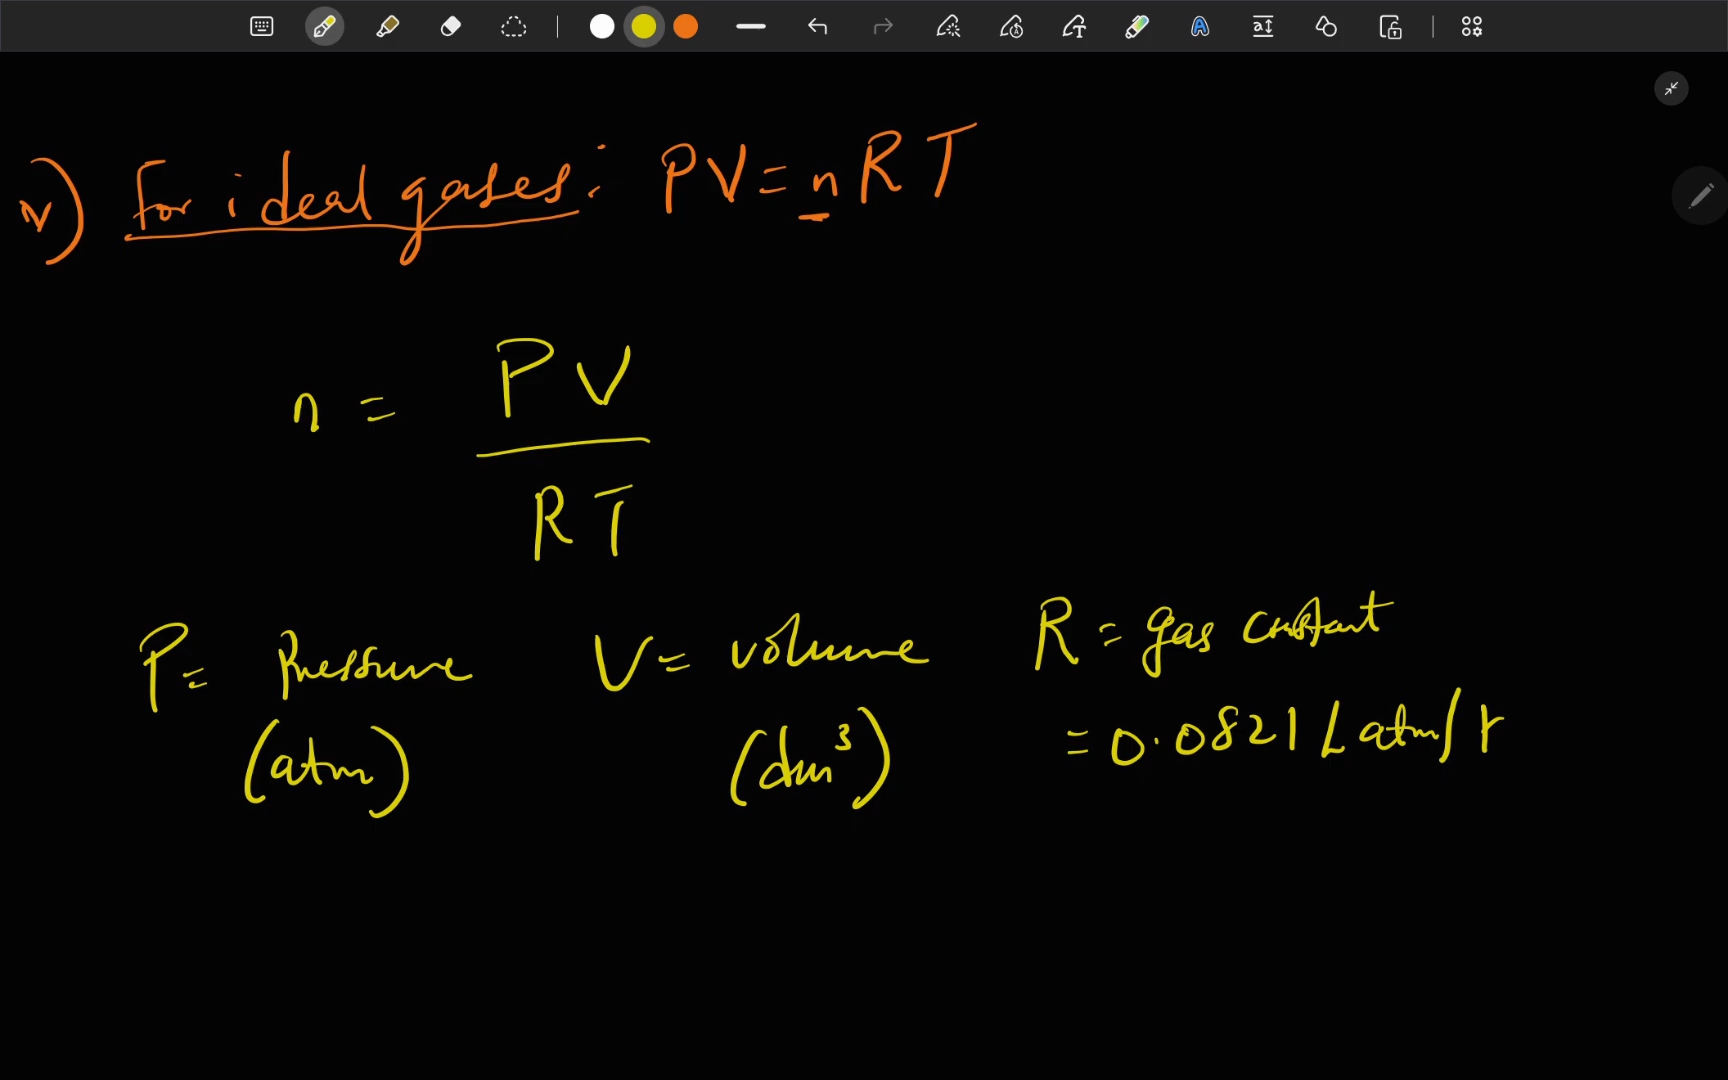 v) For ideal gases: PV = nRT
n = PV / RT
P = Pressure (atm)
V = volume (dm³)
R = gas constant
= 0.0821 L atm/